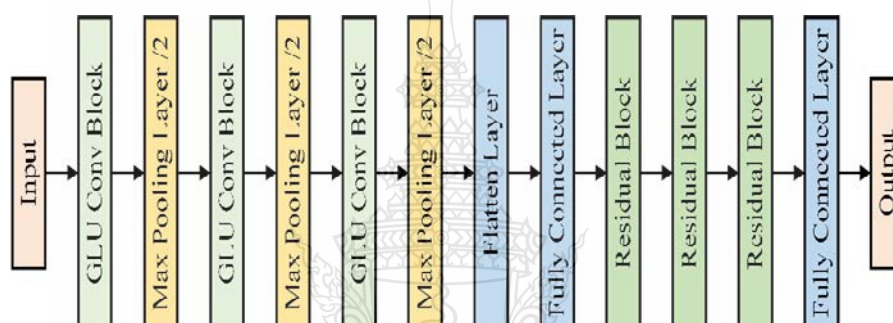 Input
GLU Conv Block
Max Pooling Layer /2
GLU Conv Block
Max Pooling Layer /2
GLU Conv Block
Max Pooling Layer /2
Flatten Layer
Fully Connected Layer
Residual Block
Residual Block
Residual Block
Fully Connected Layer
Output